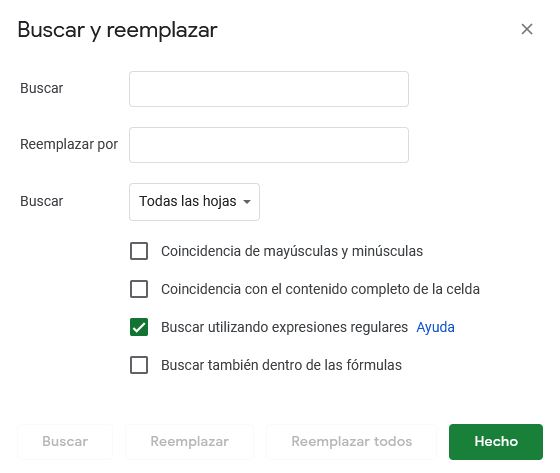 Buscar y reemplazar
Buscar
Reemplazar por
Buscar Todas las hojas
Coincidencia de mayúsculas y minúsculas
Coincidencia con el contenido completo de la celda
Buscar utilizando expresiones regulares Ayuda
Buscar también dentro de las fórmulas
Buscar Reemplazar Reemplazar todos Hecho